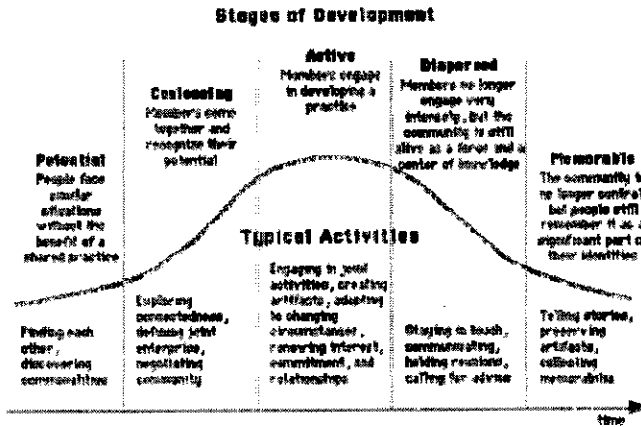 Stages of Development
Potential
People face
similar
situations
without the
benefit of a
shared practice
Coalescing
Members come
together and
recognize their
potential
Active
Members engage
in developing a
practice
Dispersed
Members no longer
engage very
intensely, but the
community is still
alive as a force and a
center of knowledge
Memorable
The community is
no longer central,
but people still
remember it as a
significant part of
their identities
Typical Activities
Finding each
other,
discovering
commonalities
Exploring
connectedness,
defining joint
enterprise,
negotiating
community
Engaging in joint
activities, creating
artifacts, adapting
to changing
circumstances,
renewing interest,
commitment, and
relationships
Staying in touch,
communicating,
holding reunions,
calling for advice
Telling stories,
preserving
artifacts,
collecting
memorabilia
time